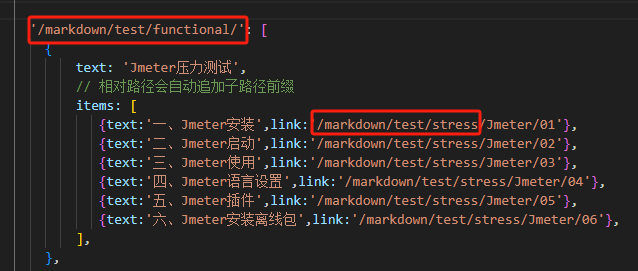 '/markdown/test/functional/': [
{
text: 'Jmeter压力测试',
// 相对路径会自动追加子路径前缀
items: [
{text:'一、Jmeter安装',link:'/markdown/test/stress/Jmeter/01'},
{text:'二、Jmeter启动',link:'/markdown/test/stress/Jmeter/02'},
{text:'三、Jmeter使用',link:'/markdown/test/stress/Jmeter/03'},
{text:'四、Jmeter语言设置',link:'/markdown/test/stress/Jmeter/04'},
{text:'五、Jmeter插件',link:'/markdown/test/stress/Jmeter/05'},
{text:'六、Jmeter安装离线包',link:'/markdown/test/stress/Jmeter/06'},
],
},